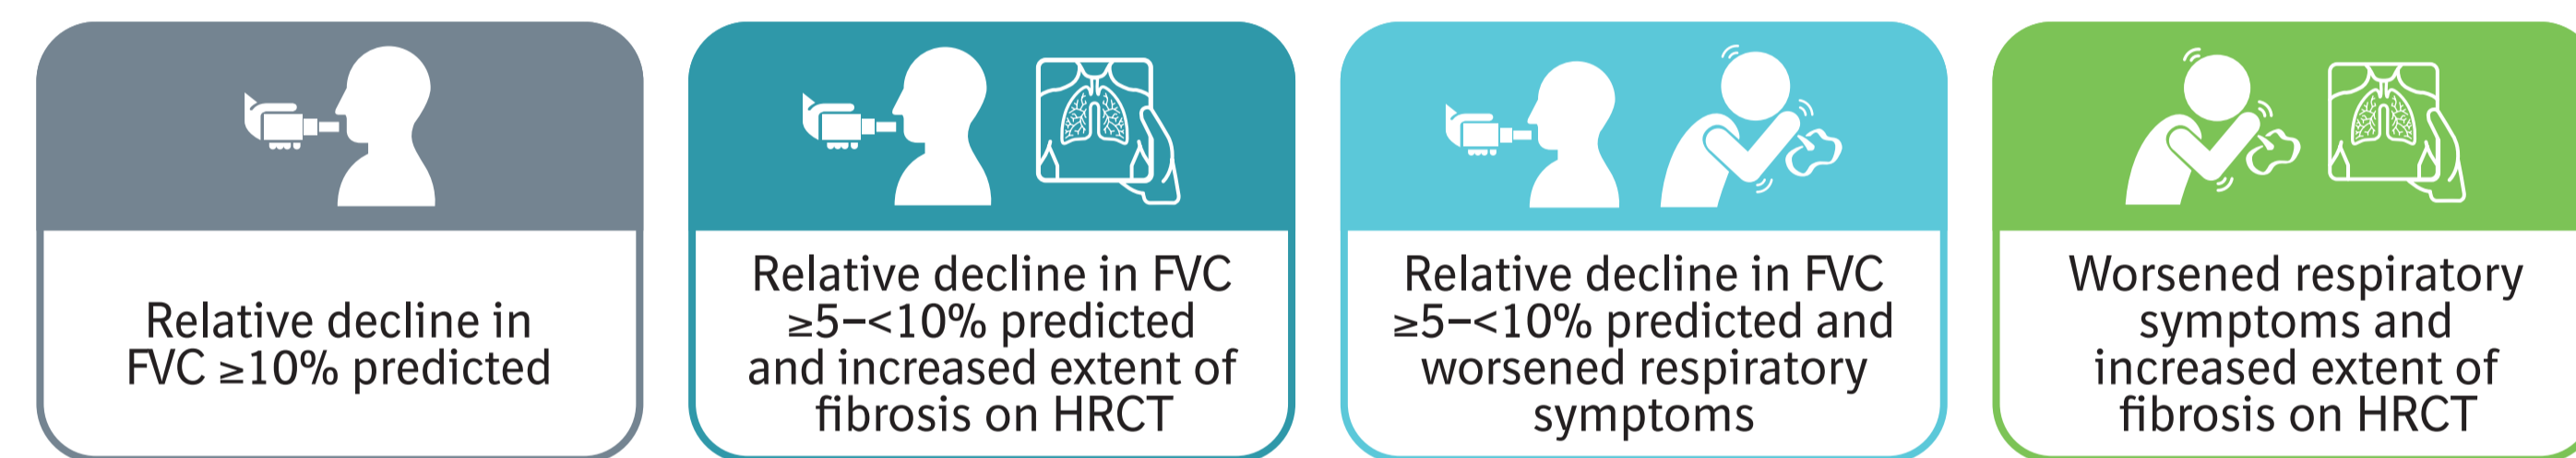 Relative decline in
FVC ≥10% predicted
Relative decline in FVC
≥5–<10% predicted
and increased extent of
fibrosis on HRCT
Relative decline in FVC
≥5–<10% predicted and
worsened respiratory
symptoms
Worsened respiratory
symptoms and
increased extent of
fibrosis on HRCT